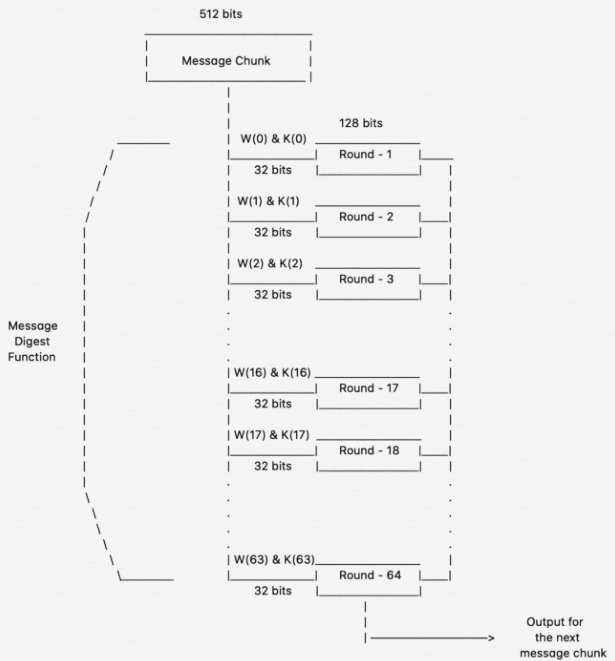 512 bits
Message Chunk
128 bits
W(0) & K(0)
Round - 1
32 bits
W(1) & K(1)
Round - 2
32 bits
W(2) & K(2)
Round - 3
32 bits
Message
Digest
Function
W(16) & K(16)
Round - 17
32 bits
W(17) & K(17)
Round - 18
32 bits
W(63) & K(63)
Round - 64
32 bits
Output for
the next
message chunk